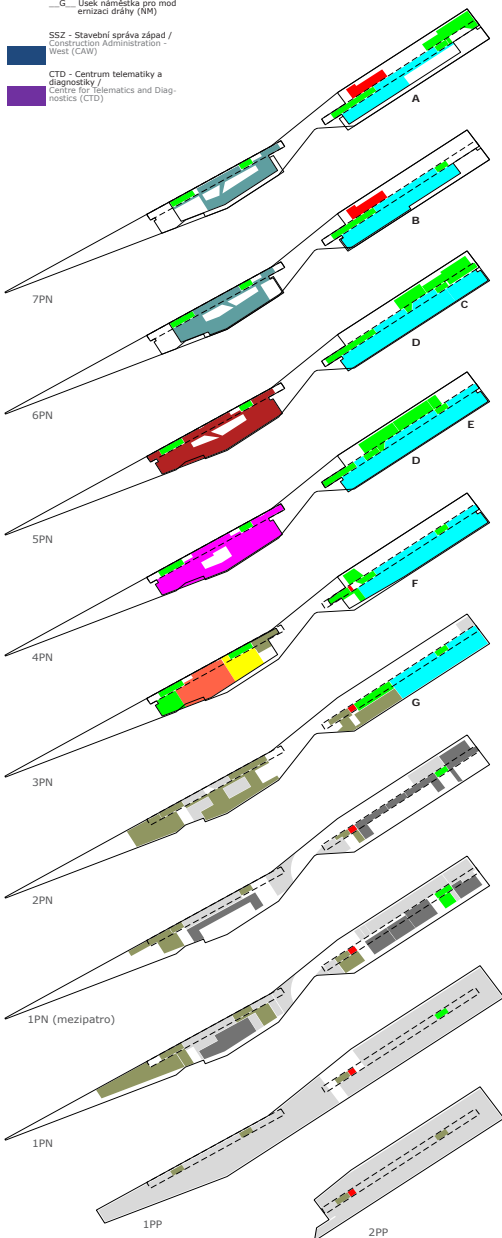 __G__ Úsek náměstka pro mod
ernizaci dráhy (NM)
SSZ - Stavební správa západ /
Construction Administration -
West (CAW)
CTD - Centrum telematiky a
diagnostiky /
Centre for Telematics and Diag-
nostics (CTD)
A
7PN
B
6PN
C
D
5PN
E
D
4PN
F
3PN
G
2PN
1PN (mezipatro)
1PN
1PP
2PP